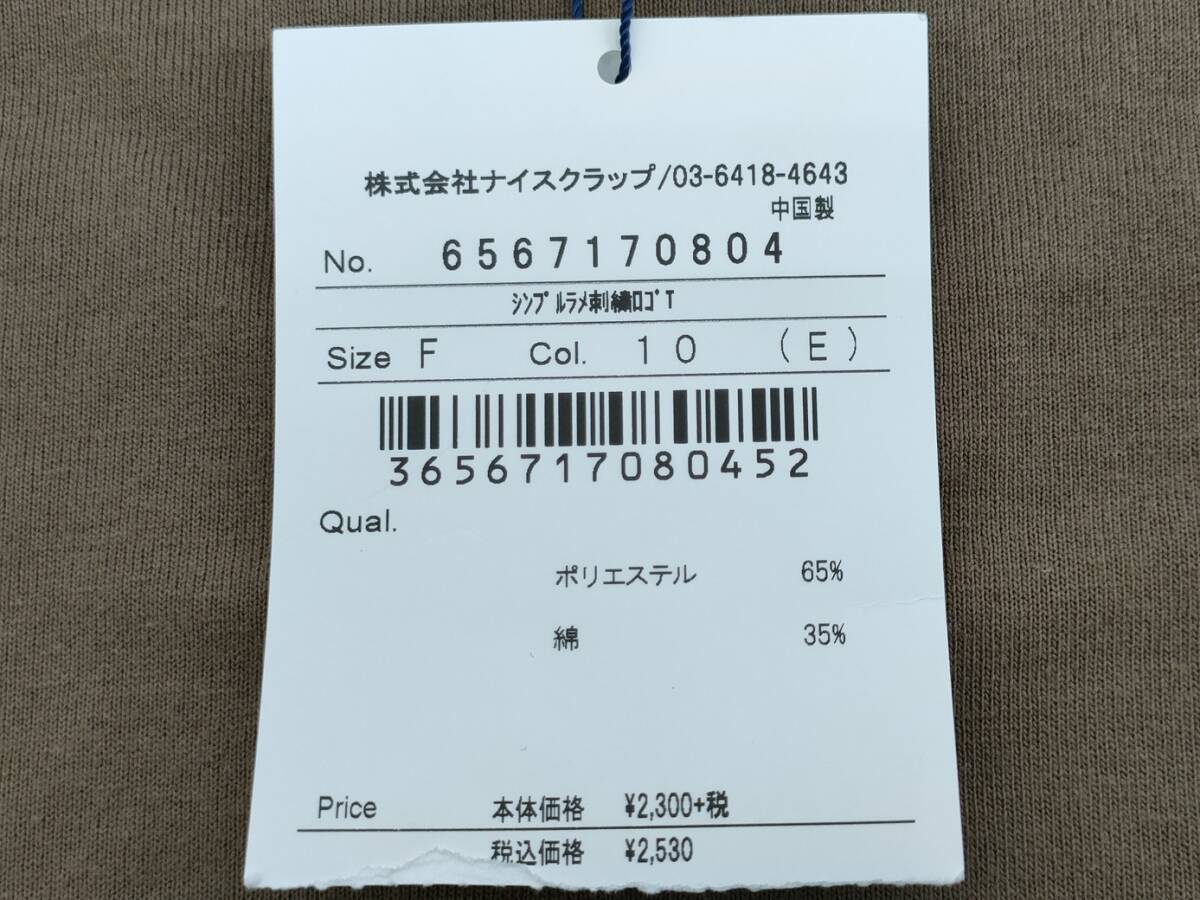 株式会社ナイスクラップ/03-6418-4643
中国製
No. 6567170804
ｼﾝﾌﾟﾙﾗﾒ刺繍ﾛｺﾞT
Size F Col. 10 (E)
3656717080452
Qual.
ポリエステル 65%
綿 35%
Price 本体価格 ¥2,300+税
税込価格 ¥2,530